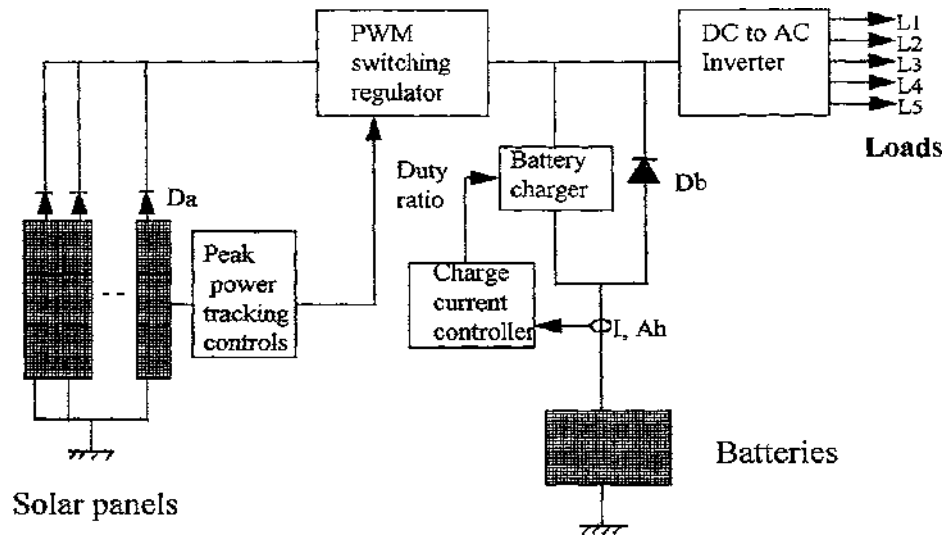 PWM
switching
regulator
DC to AC
Inverter
L1
L2
L3
L4
L5
Loads
Duty
ratio
Battery
charger
Db
Da
Peak
power
tracking
controls
Charge
current
controller
I, Ah
Batteries
Solar panels